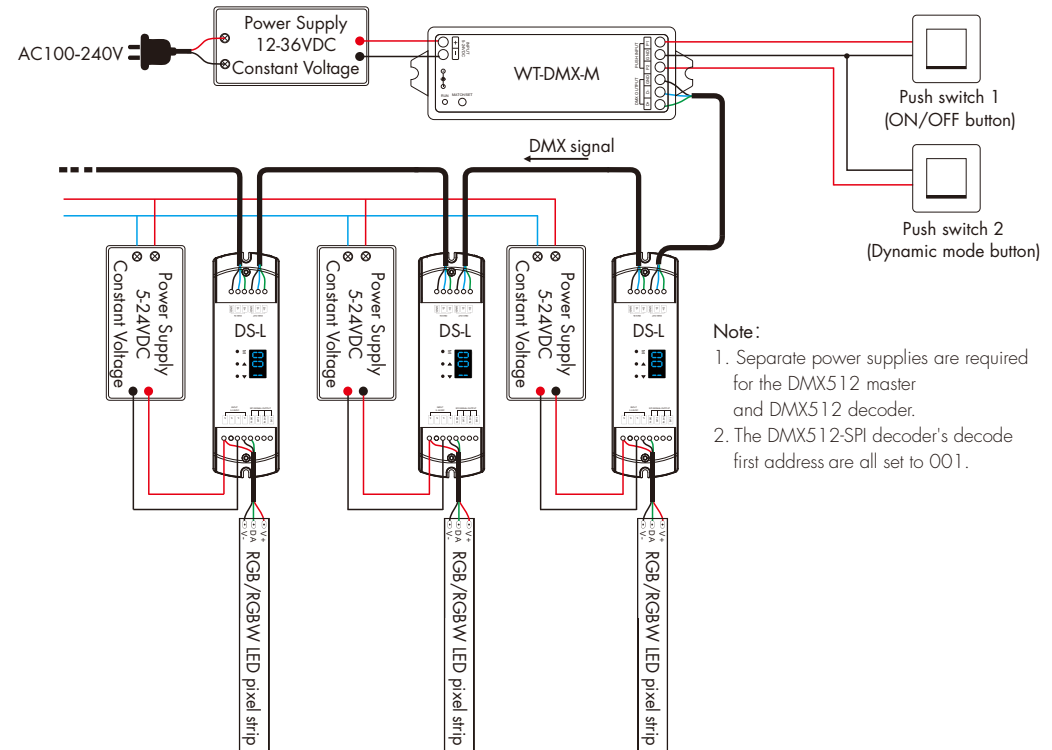 Power Supply
12-36VDC
Constant Voltage
AC100-240V
WT-DMX-M
RUN
MATCH/SET
INPUT
Push switch 1
(ON/OFF button)
Push switch 2
(Dynamic mode button)
DMX signal
Power Supply
5-24VDC
Constant Voltage
DS-L
Power Supply
5-24VDC
Constant Voltage
DS-L
Power Supply
5-24VDC
Constant Voltage
DS-L
Note:
1. Separate power supplies are required
for the DMX512 master
and DMX512 decoder.
2. The DMX512-SPI decoder's decode
first address are all set to 001.
V- DA V+
RGB/RGBW LED pixel strip
V- DA V+
RGB/RGBW LED pixel strip
V- DA V+
RGB/RGBW LED pixel strip